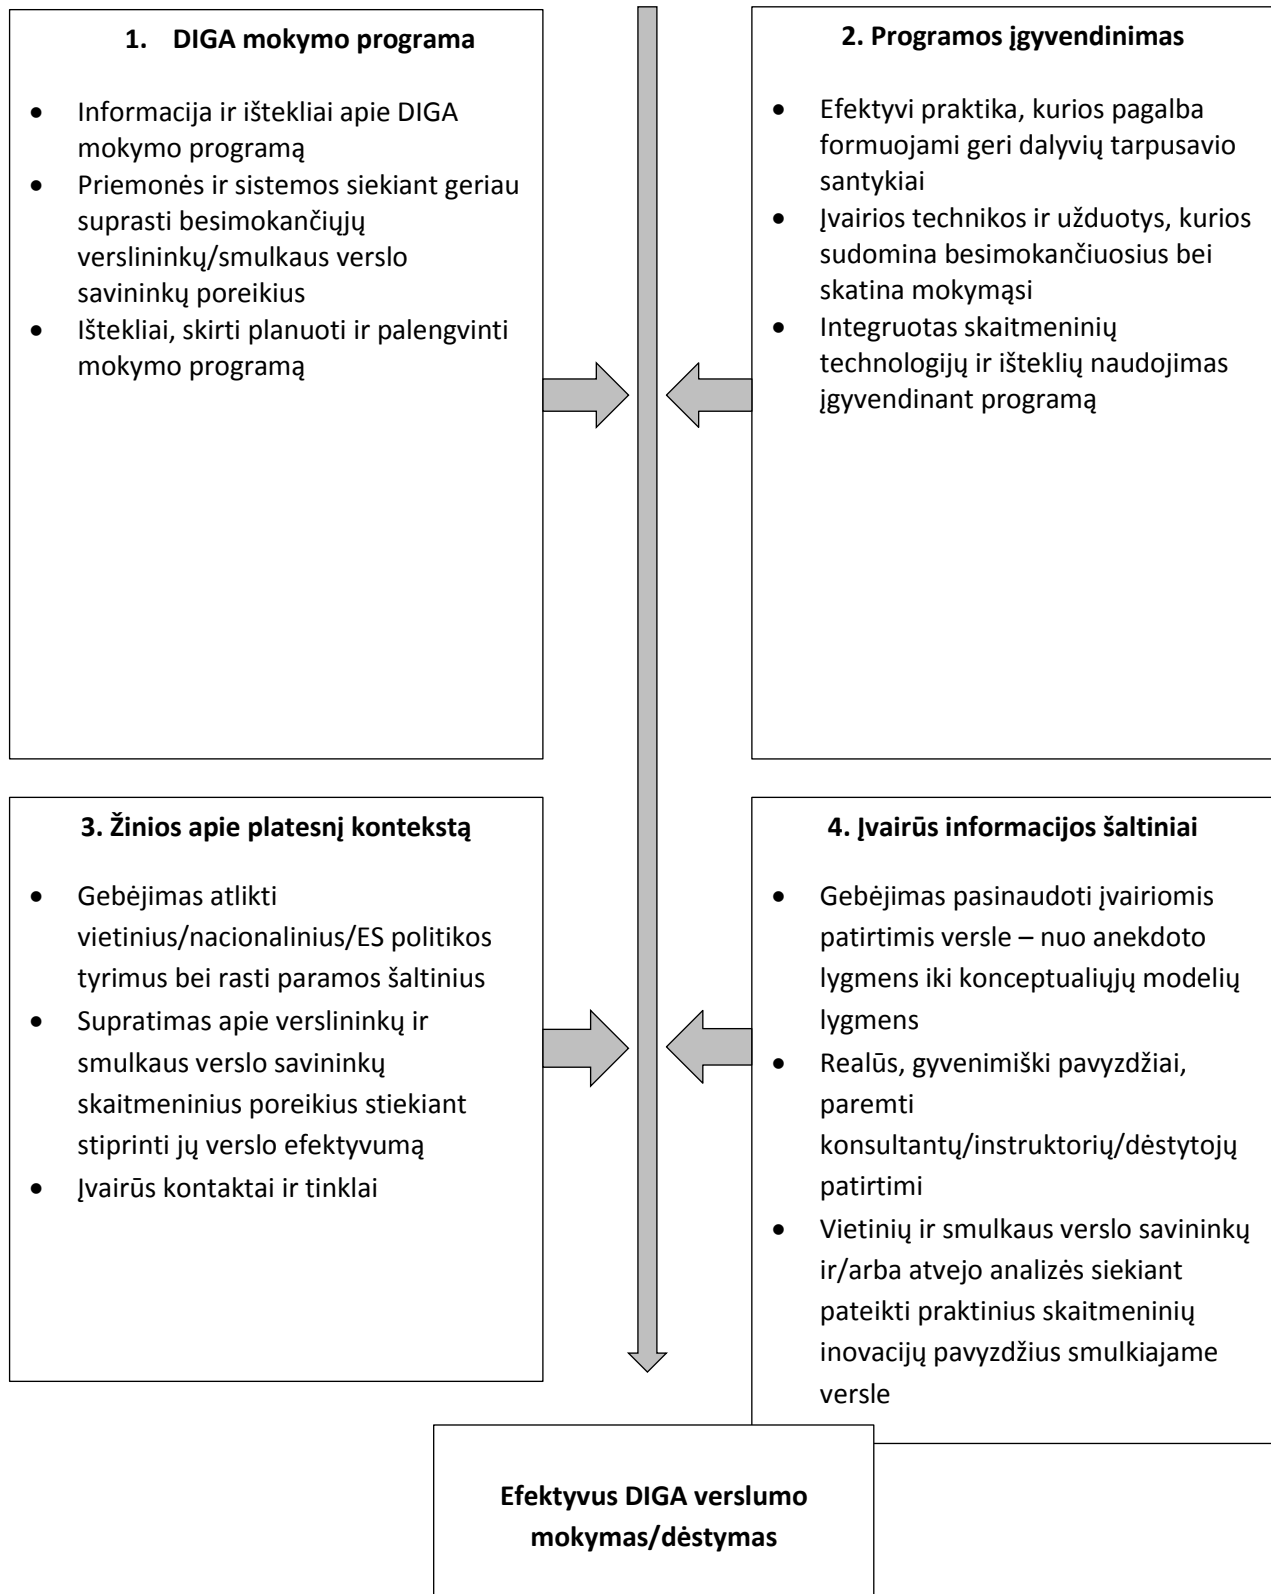 1. DIGA mokymo programa
• Informacija ir ištekliai apie DIGA
mokymo programą
• Priemonės ir sistemos siekiant geriau
suprasti besimokančiųjų
verslininkų/smulkaus verslo
savininkų poreikius
• Ištekliai, skirti planuoti ir palengvinti
mokymo programą
2. Programos įgyvendinimas
• Efektyvi praktika, kurios pagalba
formuojami geri dalyvių tarpusavio
santykiai
• Įvairios technikos ir užduotys, kurios
sudomina besimokančiuosius bei
skatina mokymąsi
• Integruotas skaitmeninių
technologijų ir išteklių naudojimas
įgyvendinant programą
3. Žinios apie platesnį kontekstą
• Gebėjimas atlikti
vietinius/nacionalinius/ES politikos
tyrimus bei rasti paramos šaltinius
• Supratimas apie verslininkų ir
smulkaus verslo savininkų
skaitmeninius poreikius stiekiant
stiprinti jų verslo efektyvumą
• Įvairūs kontaktai ir tinklai
4. Įvairūs informacijos šaltiniai
• Gebėjimas pasinaudoti įvairiomis
patirtimis versle – nuo anekdoto
lygmens iki konceptualiųjų modelių
lygmens
• Realūs, gyvenimiški pavyzdžiai,
paremti
konsultantų/instruktorių/dėstytojų
patirtimi
• Vietinių ir smulkaus verslo savininkų
ir/arba atvejo analizės siekiant
pateikti praktinius skaitmeninių
inovacijų pavyzdžius smulkiajame
versle
Efektyvus DIGA verslumo
mokymas/dėstymas